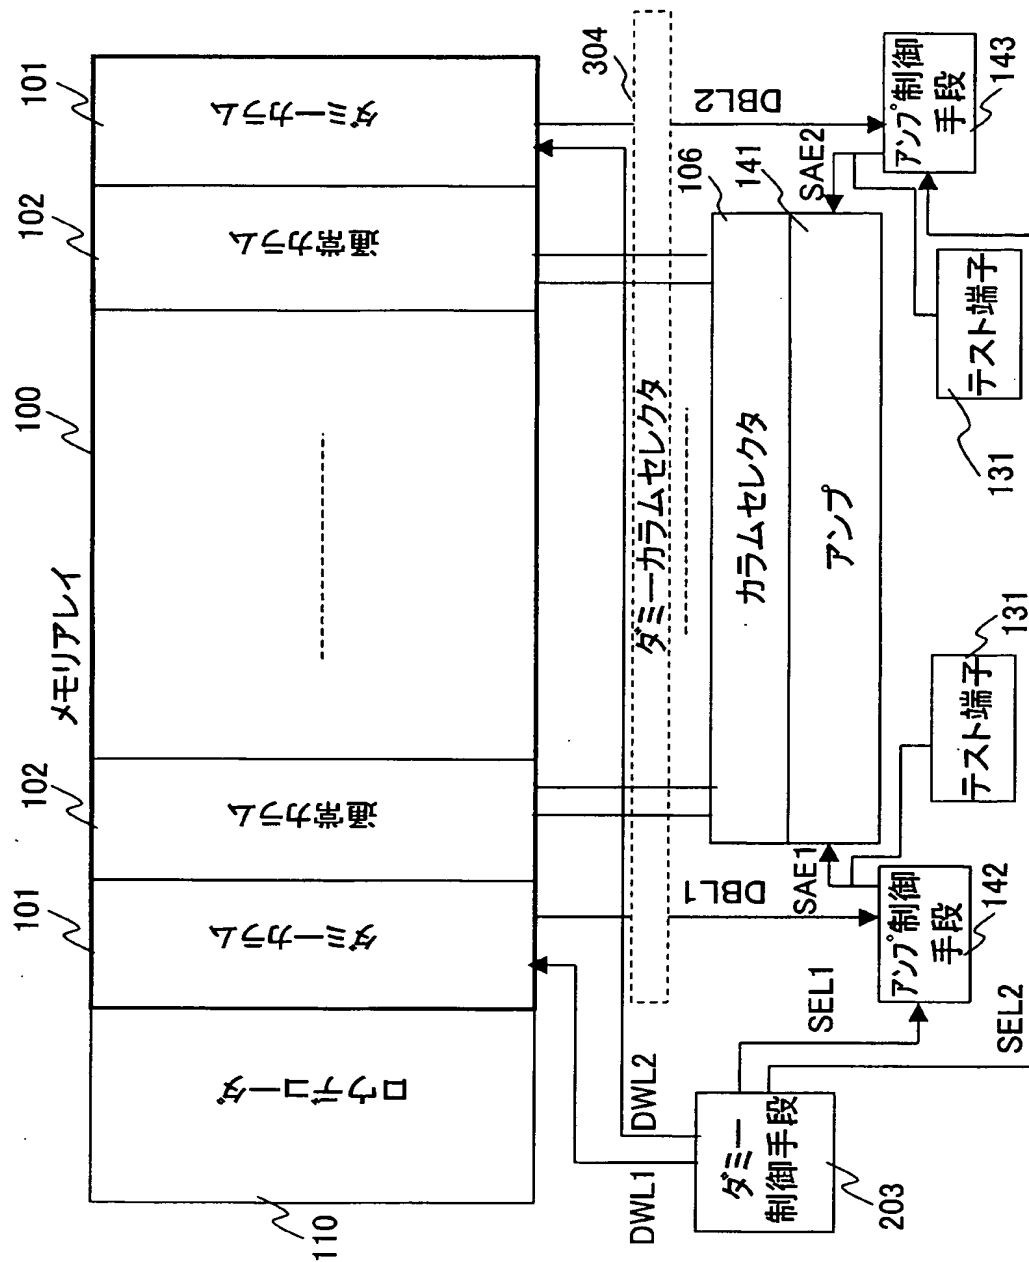 メモリアレイ
100
101
102
102
101
110
ロウデコーダ
ダミーカラム
通常カラム
通常カラム
ダミーカラム
DWL1
DWL2
ダミーカラムセレクタ
304
DBL1
DBL2
カラムセレクタ
106
アンプ
141
SAE1
SAE2
ダミー
制御手段
203
SEL1
SEL2
アンプ制御
手段
142
テスト端子
131
テスト端子
131
アンプ制御
手段
143